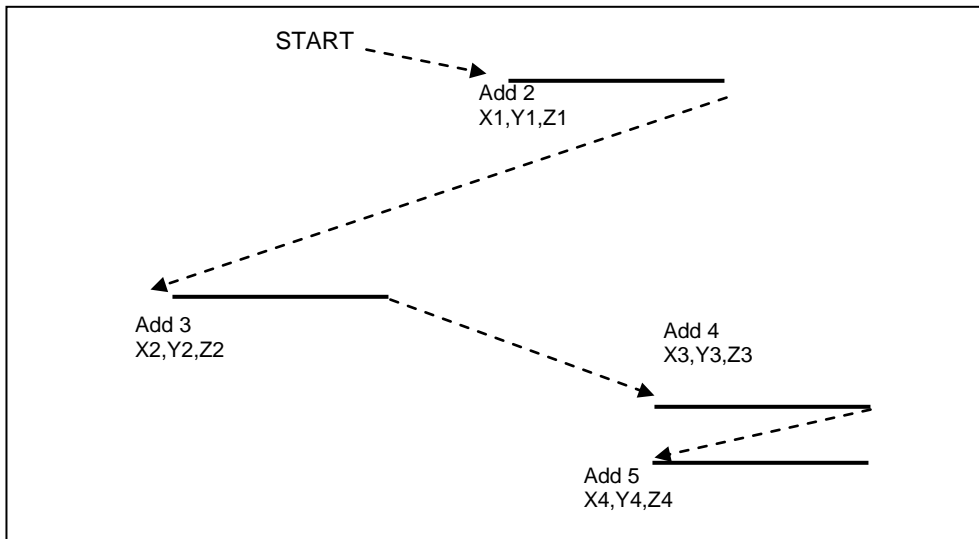 START
Add 2
X1,Y1,Z1
Add 3
X2,Y2,Z2
Add 4
X3,Y3,Z3
Add 5
X4,Y4,Z4